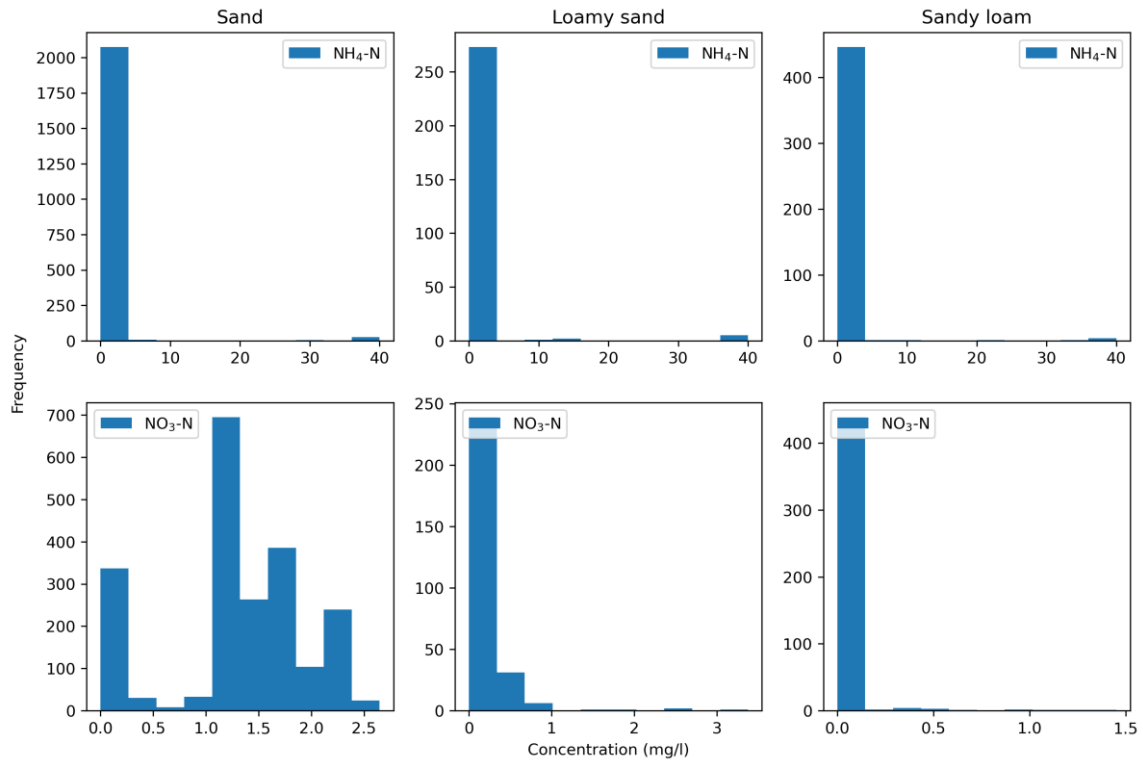 Sand
Loamy sand
Sandy loam
NH₄-N
NH₄-N
NH₄-N
2000
1750
1500
1250
1000
750
500
250
0
250
200
150
100
50
0
400
300
200
100
0
0 10 20 30 40
0 10 20 30 40
0 10 20 30 40
Frequency
NO₃-N
NO₃-N
NO₃-N
700
600
500
400
300
200
100
0
250
200
150
100
50
0
400
300
200
100
0
0.0 0.5 1.0 1.5 2.0 2.5
0 1 2 3
0.0 0.5 1.0 1.5
Concentration (mg/l)